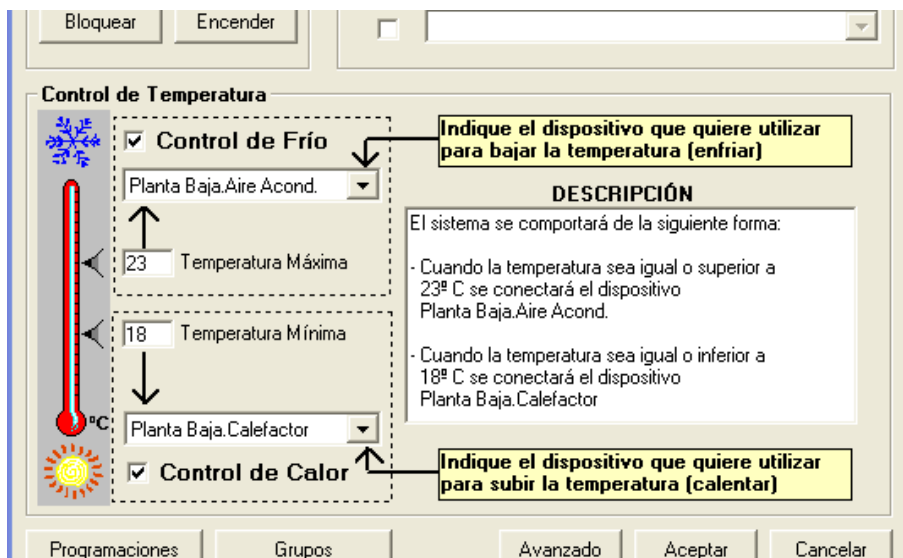 Bloquear
Encender
Control de Temperatura
Control de Frío
Indique el dispositivo que quiere utilizar
para bajar la temperatura (enfriar)
Planta Baja.Aire Acond.
23
Temperatura Máxima
18
Temperatura Mínima
ºC
Planta Baja.Calefactor
Control de Calor
DESCRIPCIÓN
El sistema se comportará de la siguiente forma:
- Cuando la temperatura sea igual o superior a
23º C se conectará el dispositivo
Planta Baja.Aire Acond.
- Cuando la temperatura sea igual o inferior a
18º C se conectará el dispositivo
Planta Baja.Calefactor
Indique el dispositivo que quiere utilizar
para subir la temperatura (calentar)
Programaciones
Grupos
Avanzado
Aceptar
Cancelar